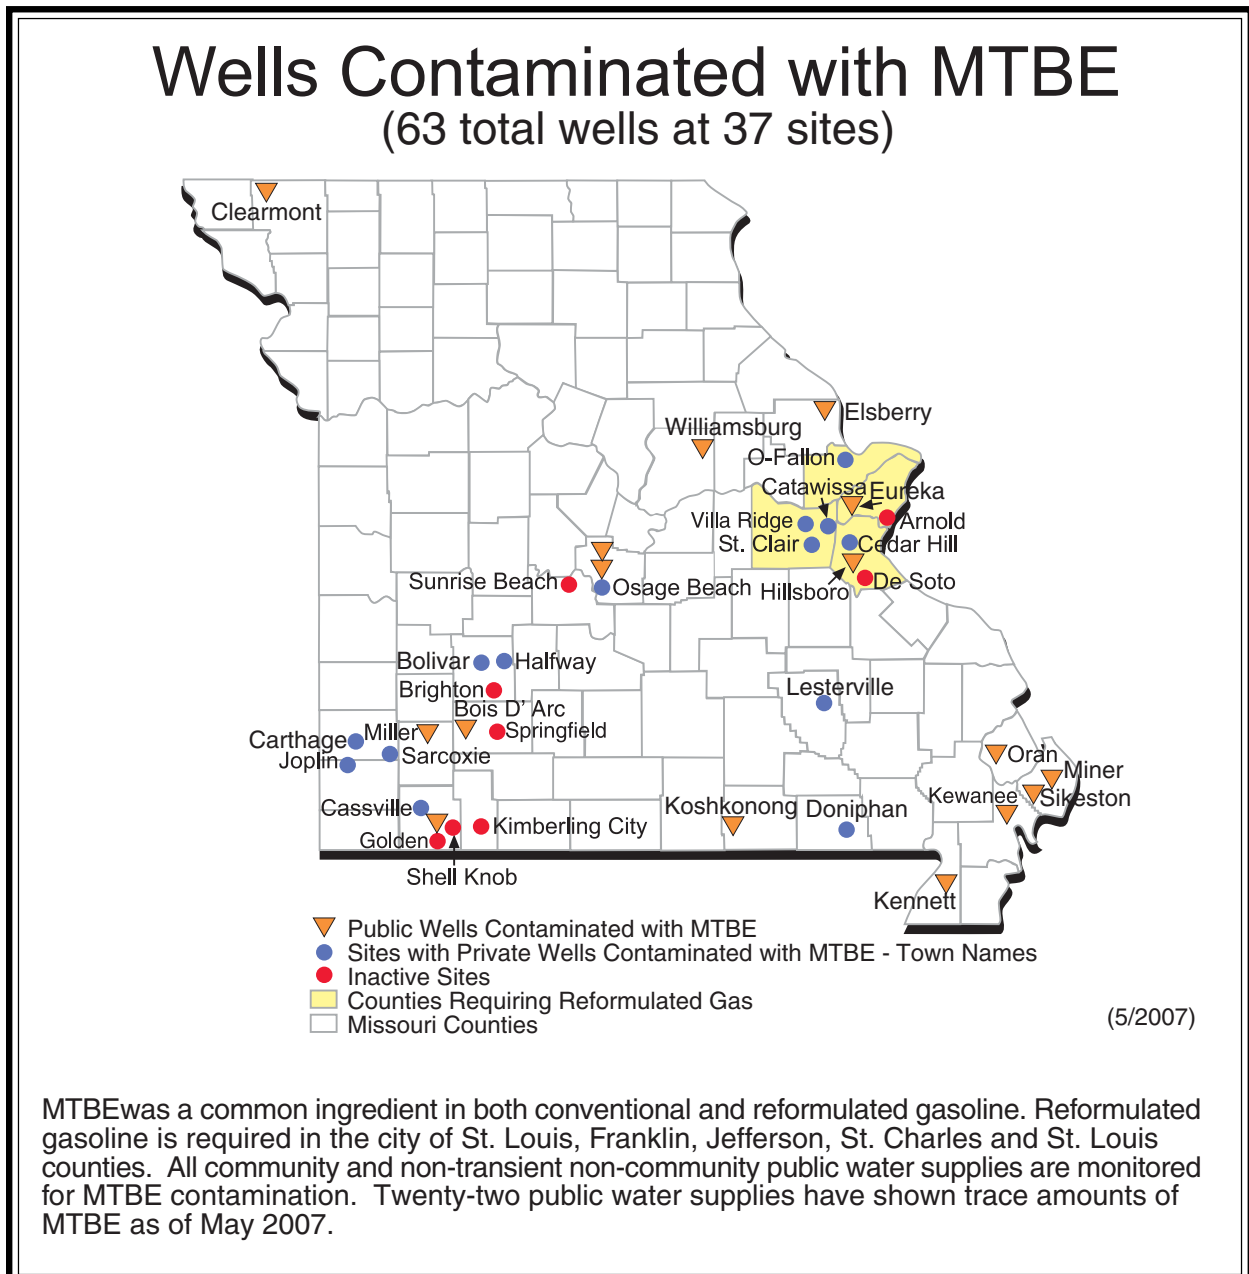 Wells Contaminated with MTBE
(63 total wells at 37 sites)
Clearmont
Elsberry
Williamsburg
O-Fallon
Catawissa
Eureka
Villa Ridge
Arnold
St. Clair
Cedar Hill
Sunrise Beach
Osage Beach
Hillsboro
De Soto
Bolivar
Halfway
Brighton
Lesterville
Bois D' Arc
Miller
Springfield
Carthage
Sarcoxie
Joplin
Oran
Miner
Cassville
Koshkonong
Doniphan
Kewanee
Sikeston
Kimberling City
Golden
Shell Knob
Kennett
Public Wells Contaminated with MTBE
Sites with Private Wells Contaminated with MTBE - Town Names
Inactive Sites
Counties Requiring Reformulated Gas
Missouri Counties
(5/2007)
MTBEwas a common ingredient in both conventional and reformulated gasoline. Reformulated
gasoline is required in the city of St. Louis, Franklin, Jefferson, St. Charles and St. Louis
counties.  All community and non-transient non-community public water supplies are monitored
for MTBE contamination.  Twenty-two public water supplies have shown trace amounts of
MTBE as of May 2007.